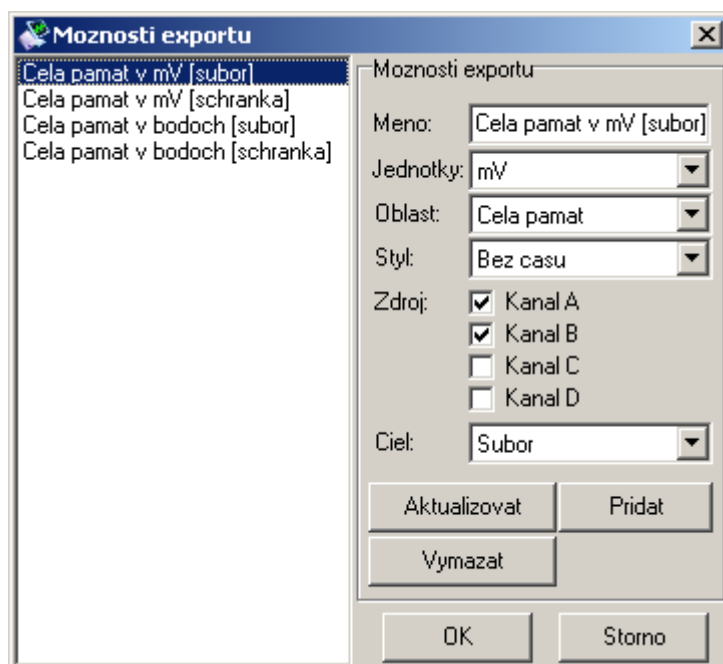 Moznosti exportu
Cela pamat v mV [subor]
Cela pamat v mV [schranka]
Cela pamat v bodoch [subor]
Cela pamat v bodoch [schranka]
Moznosti exportu
Meno: Cela pamat v mV [subor]
Jednotky: mV
Oblast: Cela pamat
Styl: Bez casu
Zdroj: Kanal A
Kanal B
Kanal C
Kanal D
Ciel: Subor
Aktualizovat Pridat
Vymazat
OK Storno